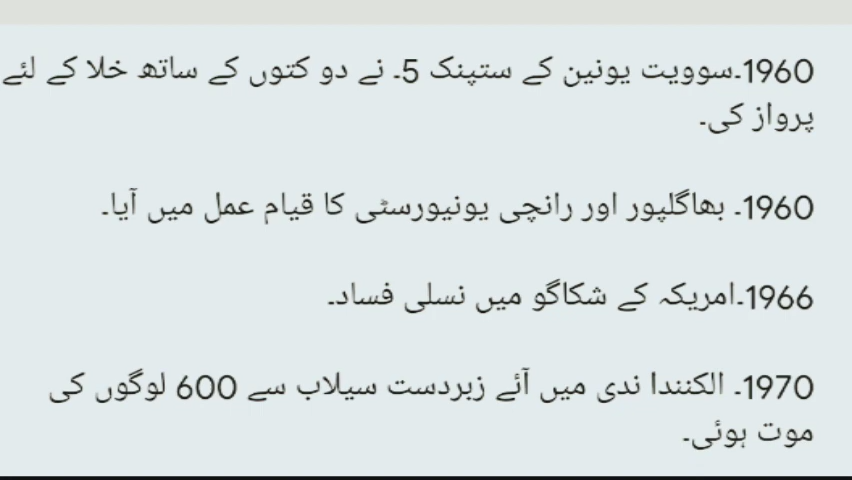 1960۔سوویت یونین کے ستپنک 5۔ نے دو کتوں کے ساتھ خلا کے لئے
پرواز کی۔
1960۔ بھاگلپور اور رانچی یونیورسٹی کا قیام عمل میں آیا۔
1966۔امریکہ کے شکاگو میں نسلی فساد۔
1970۔ الکنندا ندی میں آئے زبردست سیلاب سے 600 لوگوں کی
موت ہوئی۔